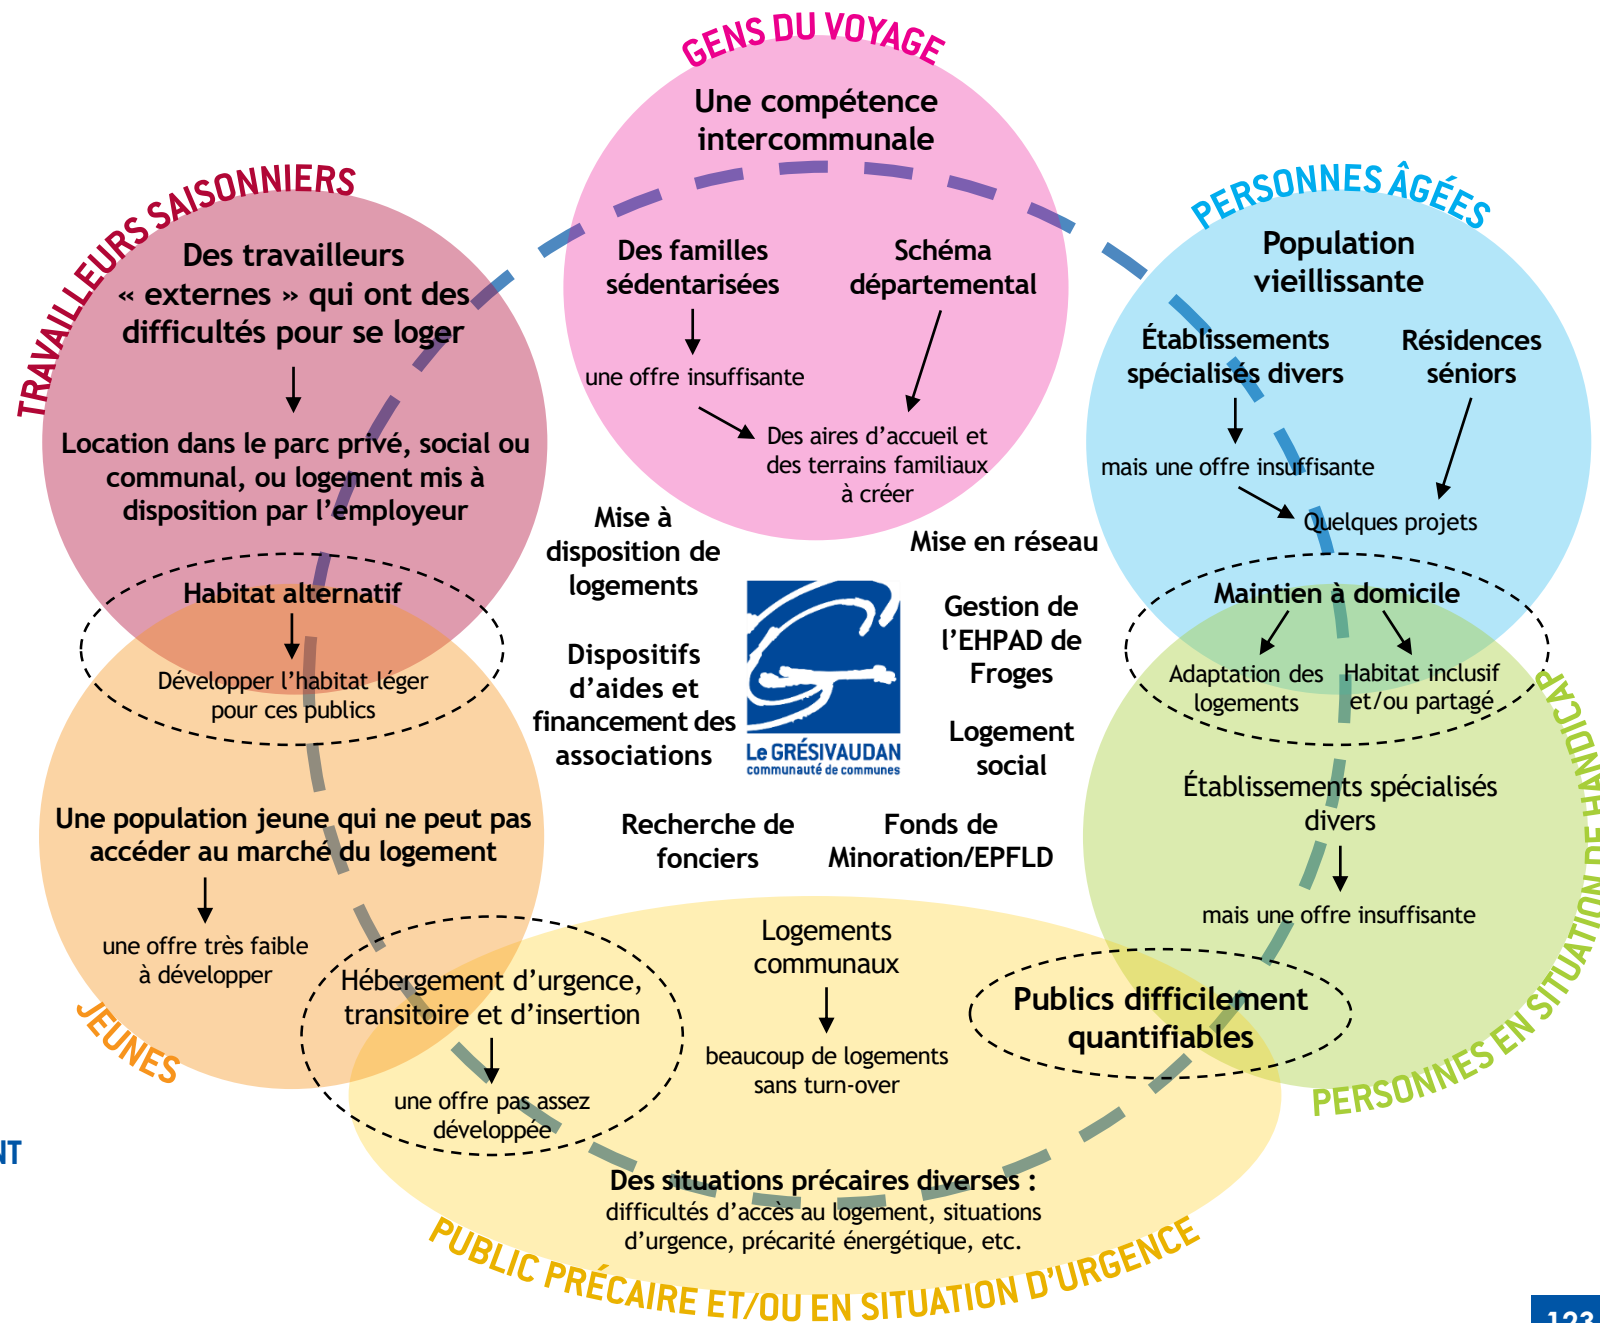 GENS DU VOYAGE
Une compétence
intercommunale
Des familles
sédentarisées
une offre insuffisante
Schéma
départemental
Des aires d’accueil et
des terrains familiaux
à créer
TRAVAILLEURS SAISONNIERS
Des travailleurs
« externes » qui ont des
difficultés pour se loger
Location dans le parc privé, social ou
communal, ou logement mis à
disposition par l’employeur
Habitat alternatif
Développer l’habitat léger
pour ces publics
PERSONNES ÂGÉES
Population
vieillissante
Établissements
spécialisés divers
mais une offre insuffisante
Résidences
séniors
Quelques projets
Maintien à domicile
Adaptation des
logements
Habitat inclusif
et/ou partagé
Mise à
disposition de
logements
Dispositifs
d’aides et
financement des
associations
Recherche de
fonciers
Le GRÉSIVAUDAN
communauté de communes
Mise en réseau
Gestion de
l’EHPAD de
Froges
Logement
social
Fonds de
Minoration/EPFLD
Une population jeune qui ne peut pas
accéder au marché du logement
une offre très faible
à développer
JEUNES
Hébergement d’urgence,
transitoire et d’insertion
une offre pas assez
développée
Logements
communaux
beaucoup de logements
sans turn-over
Des situations précaires diverses :
difficultés d’accès au logement, situations
d’urgence, précarité énergétique, etc.
PUBLIC PRÉCAIRE ET/OU EN SITUATION D’URGENCE
Établissements spécialisés
divers
mais une offre insuffisante
Publics difficilement
quantifiables
PERSONNES EN SITUATION DE HANDICAP
NT
123